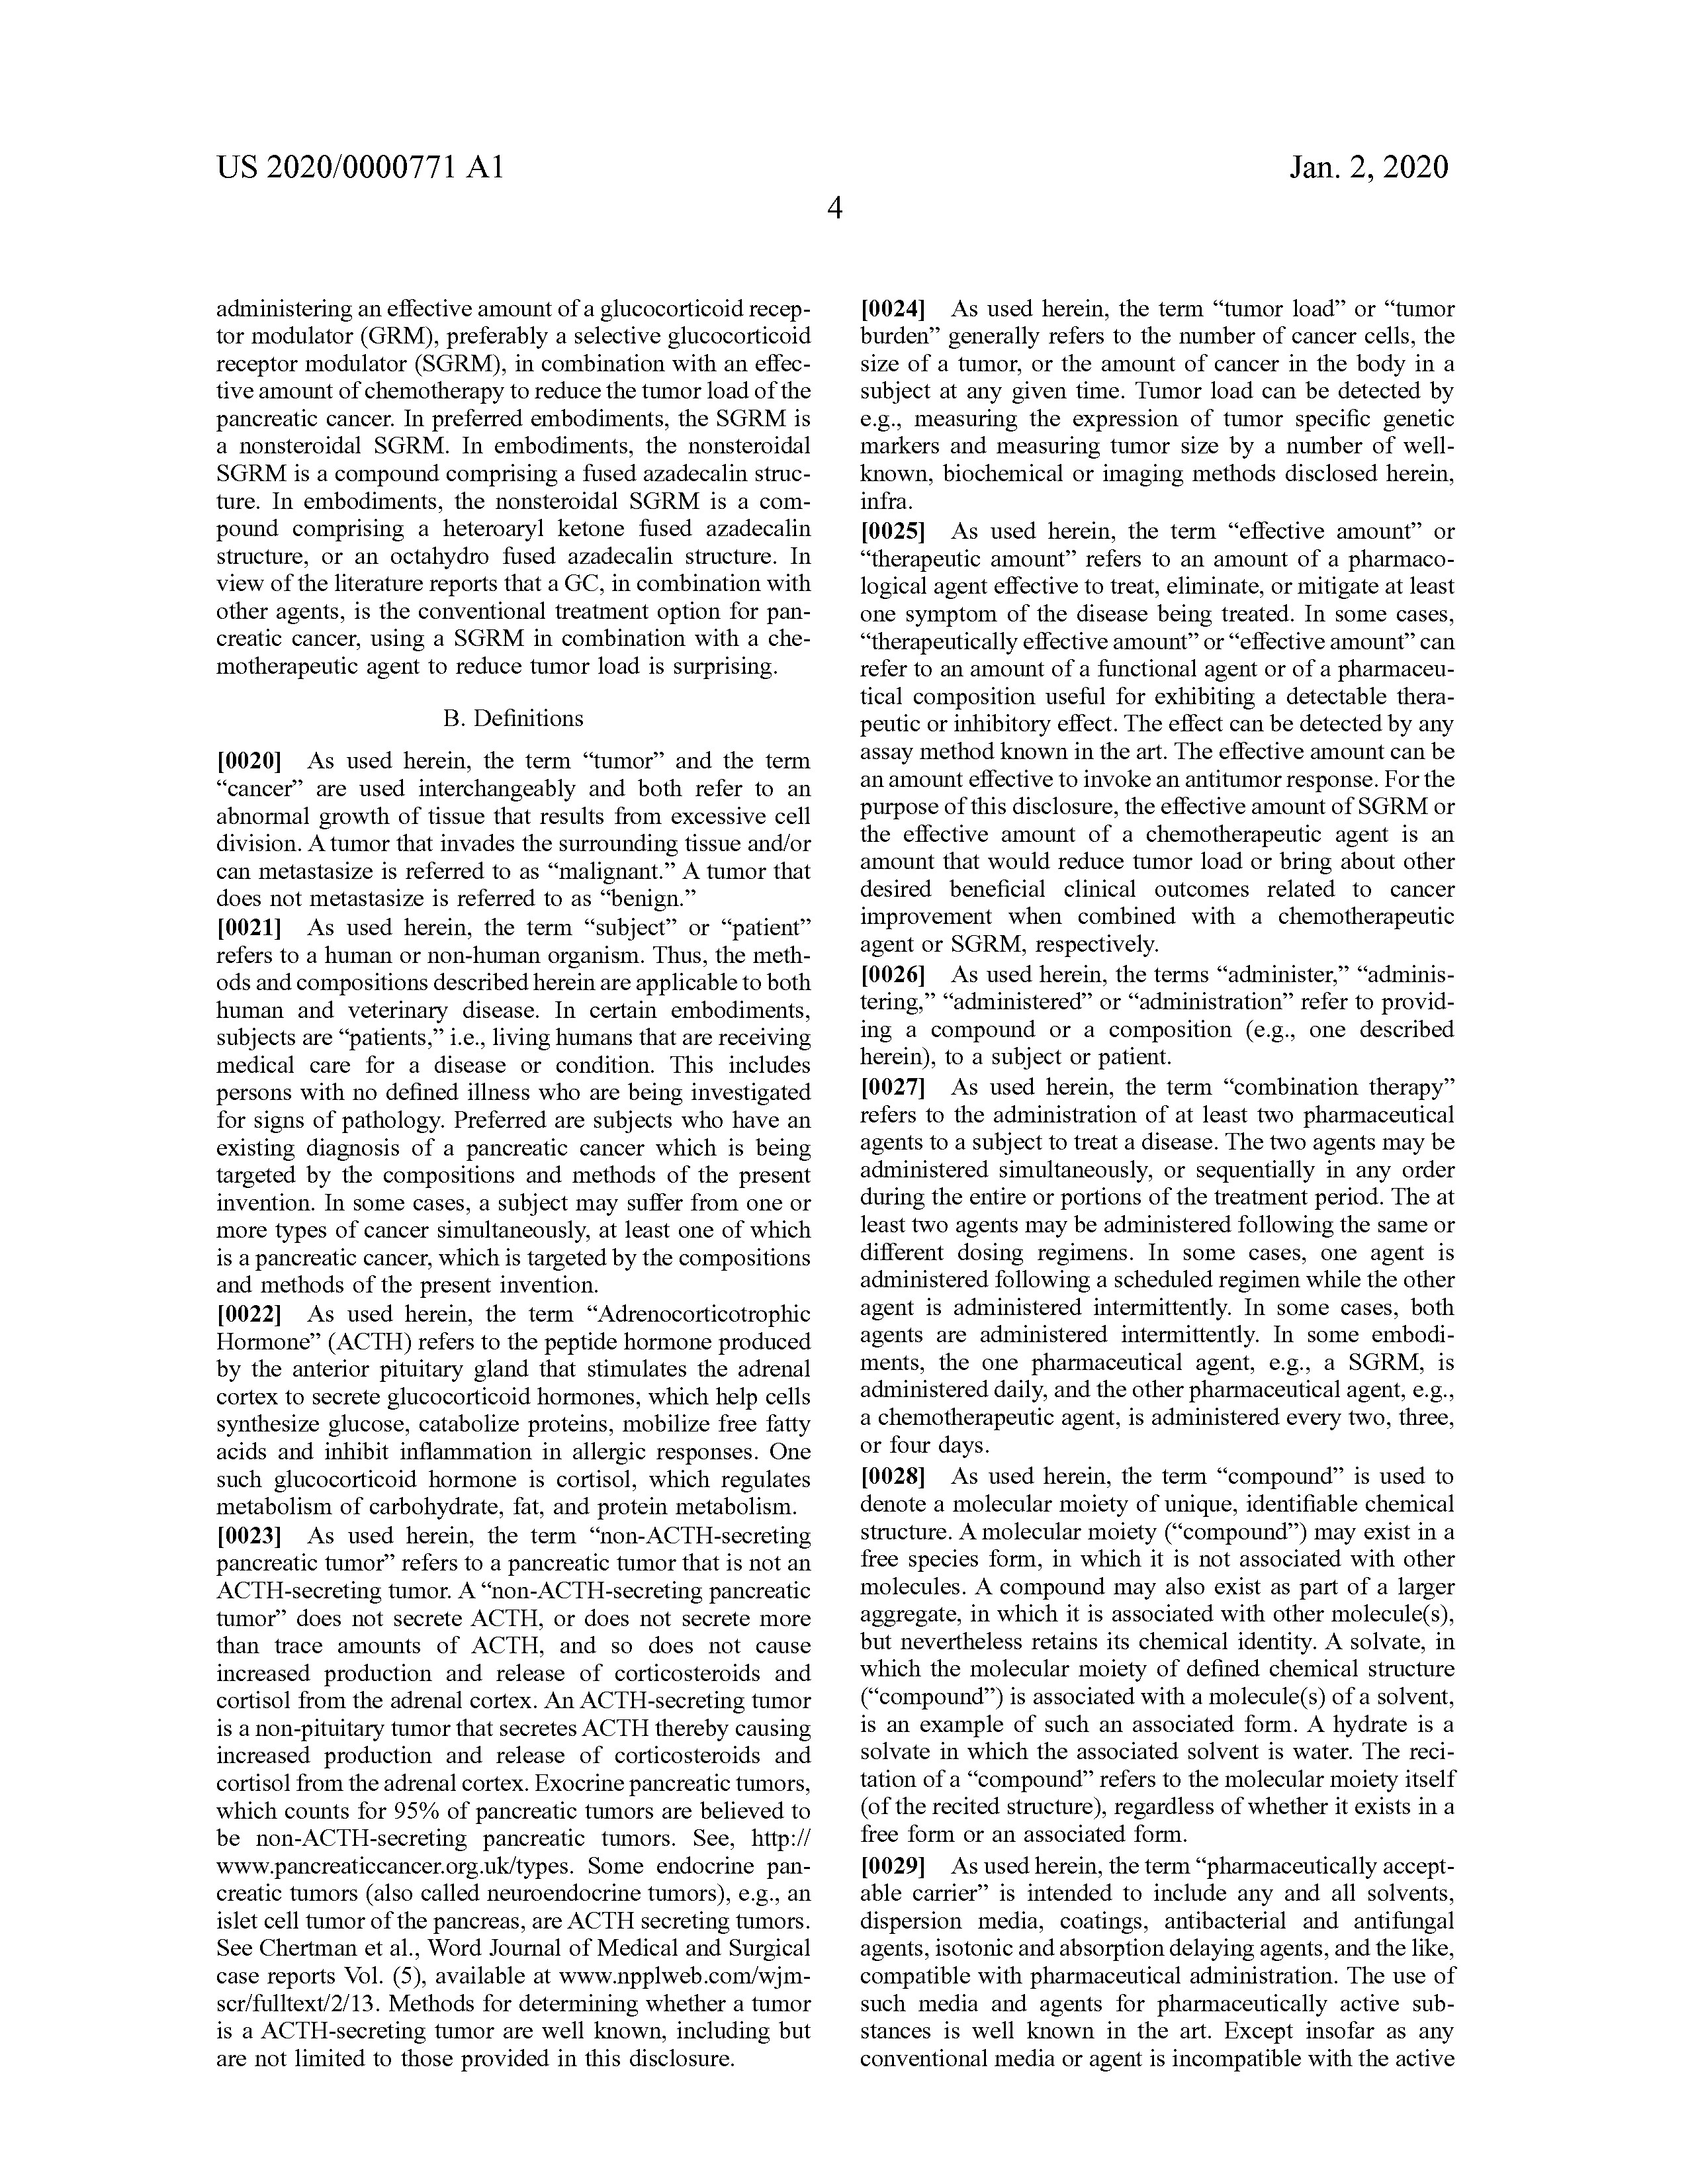 US 2020/0000771 A1
Jan. 2, 2020
4
administering an effective amount of a glucocorticoid recep-
tor modulator (GRM), preferably a selective glucocorticoid
receptor modulator (SGRM), in combination with an effec-
tive amount of chemotherapy to reduce the tumor load of the
pancreatic cancer. In preferred embodiments, the SGRM is
a nonsteroidal SGRM. In embodiments, the nonsteroidal
SGRM is a compound comprising a fused azadecalin struc-
ture. In embodiments, the nonsteroidal SGRM is a com-
pound comprising a heteroaryl ketone fused azadecalin
structure, or an octahydro fused azadecalin structure. In
view of the literature reports that a GC, in combination with
other agents, is the conventional treatment option for pan-
creatic cancer, using a SGRM in combination with a che-
motherapeutic agent to reduce tumor load is surprising.
B. Definitions
[0020] As used herein, the term “tumor” and the term
“cancer” are used interchangeably and both refer to an
abnormal growth of tissue that results from excessive cell
division. A tumor that invades the surrounding tissue and/or
can metastasize is referred to as “malignant.” A tumor that
does not metastasize is referred to as “benign.”
[0021] As used herein, the term “subject” or “patient”
refers to a human or non-human organism. Thus, the meth-
ods and compositions described herein are applicable to both
human and veterinary disease. In certain embodiments,
subjects are “patients,” i.e., living humans that are receiving
medical care for a disease or condition. This includes
persons with no defined illness who are being investigated
for signs of pathology. Preferred are subjects who have an
existing diagnosis of a pancreatic cancer which is being
targeted by the compositions and methods of the present
invention. In some cases, a subject may suffer from one or
more types of cancer simultaneously, at least one of which
is a pancreatic cancer, which is targeted by the compositions
and methods of the present invention.
[0022] As used herein, the term “Adrenocorticotrophic
Hormone” (ACTH) refers to the peptide hormone produced
by the anterior pituitary gland that stimulates the adrenal
cortex to secrete glucocorticoid hormones, which help cells
synthesize glucose, catabolize proteins, mobilize free fatty
acids and inhibit inflammation in allergic responses. One
such glucocorticoid hormone is cortisol, which regulates
metabolism of carbohydrate, fat, and protein metabolism.
[0023] As used herein, the term “non-ACTH-secreting
pancreatic tumor” refers to a pancreatic tumor that is not an
ACTH-secreting tumor. A “non-ACTH-secreting pancreatic
tumor” does not secrete ACTH, or does not secrete more
than trace amounts of ACTH, and so does not cause
increased production and release of corticosteroids and
cortisol from the adrenal cortex. An ACTH-secreting tumor
is a non-pituitary tumor that secretes ACTH thereby causing
increased production and release of corticosteroids and
cortisol from the adrenal cortex. Exocrine pancreatic tumors,
which counts for 95% of pancreatic tumors are believed to
be non-ACTH-secreting pancreatic tumors. See, http://
www.pancreaticcancer.org.uk/types. Some endocrine pan-
creatic tumors (also called neuroendocrine tumors), e.g., an
islet cell tumor of the pancreas, are ACTH secreting tumors.
See Chertman et al., Word Journal of Medical and Surgical
case reports Vol. (5), available at www.npplweb.com/wjm-
scr/fulltext/2/13. Methods for determining whether a tumor
is a ACTH-secreting tumor are well known, including but
are not limited to those provided in this disclosure.
[0024] As used herein, the term “tumor load” or “tumor
burden” generally refers to the number of cancer cells, the
size of a tumor, or the amount of cancer in the body in a
subject at any given time. Tumor load can be detected by
e.g., measuring the expression of tumor specific genetic
markers and measuring tumor size by a number of well-
known, biochemical or imaging methods disclosed herein,
infra.
[0025] As used herein, the term “effective amount” or
“therapeutic amount” refers to an amount of a pharmaco-
logical agent effective to treat, eliminate, or mitigate at least
one symptom of the disease being treated. In some cases,
“therapeutically effective amount” or “effective amount” can
refer to an amount of a functional agent or of a pharmaceu-
tical composition useful for exhibiting a detectable thera-
peutic or inhibitory effect. The effect can be detected by any
assay method known in the art. The effective amount can be
an amount effective to invoke an antitumor response. For the
purpose of this disclosure, the effective amount of SGRM or
the effective amount of a chemotherapeutic agent is an
amount that would reduce tumor load or bring about other
desired beneficial clinical outcomes related to cancer
improvement when combined with a chemotherapeutic
agent or SGRM, respectively.
[0026] As used herein, the terms “administer,” “adminis-
tering,” “administered” or “administration” refer to provid-
ing a compound or a composition (e.g., one described
herein), to a subject or patient.
[0027] As used herein, the term “combination therapy”
refers to the administration of at least two pharmaceutical
agents to a subject to treat a disease. The two agents may be
administered simultaneously, or sequentially in any order
during the entire or portions of the treatment period. The at
least two agents may be administered following the same or
different dosing regimens. In some cases, one agent is
administered following a scheduled regimen while the other
agent is administered intermittently. In some cases, both
agents are administered intermittently. In some embodi-
ments, the one pharmaceutical agent, e.g., a SGRM, is
administered daily, and the other pharmaceutical agent, e.g.,
a chemotherapeutic agent, is administered every two, three,
or four days.
[0028] As used herein, the term “compound” is used to
denote a molecular moiety of unique, identifiable chemical
structure. A molecular moiety (“compound”) may exist in a
free species form, in which it is not associated with other
molecules. A compound may also exist as part of a larger
aggregate, in which it is associated with other molecule(s),
but nevertheless retains its chemical identity. A solvate, in
which the molecular moiety of defined chemical structure
(“compound”) is associated with a molecule(s) of a solvent,
is an example of such an associated form. A hydrate is a
solvate in which the associated solvent is water. The reci-
tation of a “compound” refers to the molecular moiety itself
(of the recited structure), regardless of whether it exists in a
free form or an associated form.
[0029] As used herein, the term “pharmaceutically accept-
able carrier” is intended to include any and all solvents,
dispersion media, coatings, antibacterial and antifungal
agents, isotonic and absorption delaying agents, and the like,
compatible with pharmaceutical administration. The use of
such media and agents for pharmaceutically active sub-
stances is well known in the art. Except insofar as any
conventional media or agent is incompatible with the active